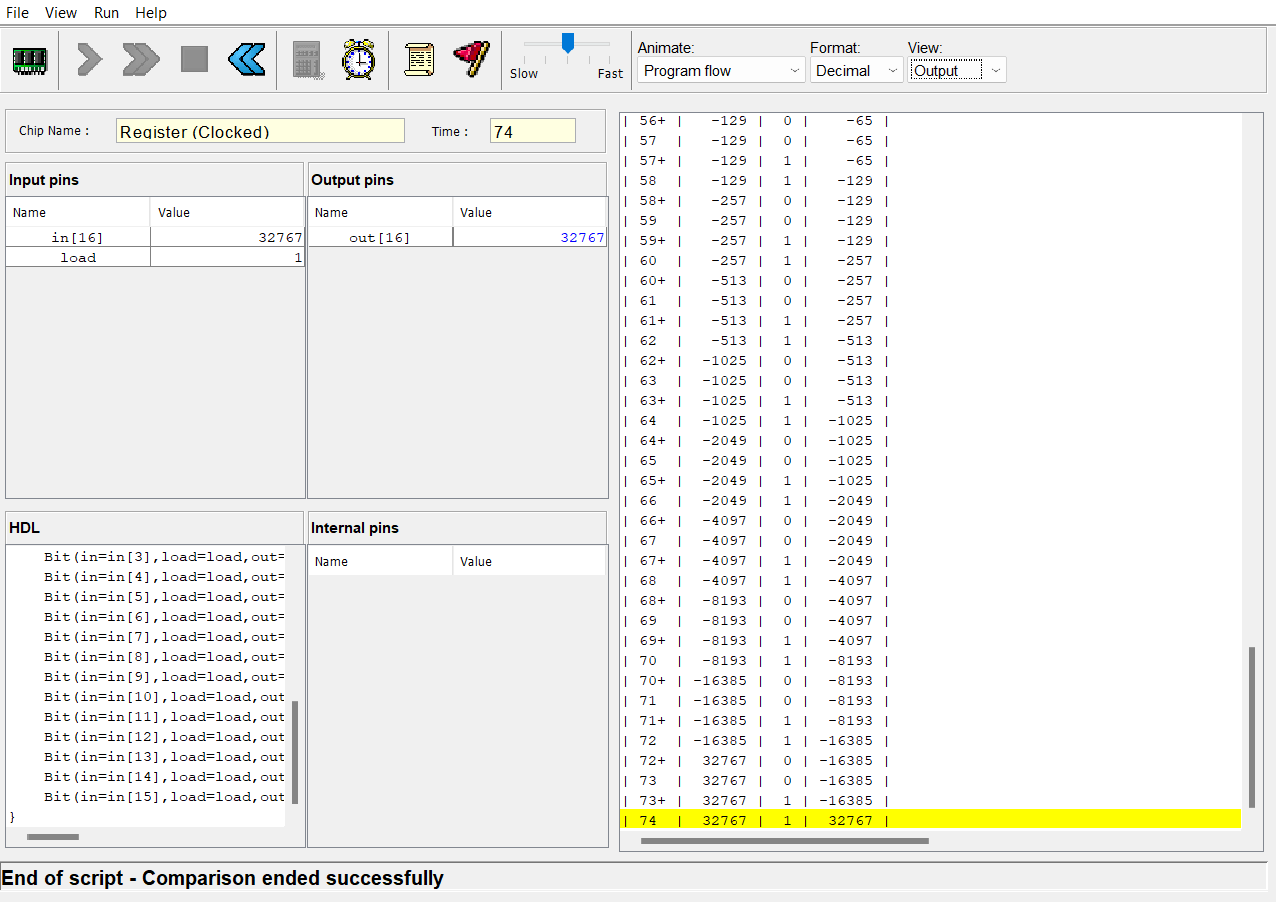 File View Run Help
Animate: Format: View:
Slow Fast Program flow Decimal Output
Chip Name : Register (Clocked) Time : 74
Input pins
Name Value
in[16] 32767
load 1
Output pins
Name Value
out[16] 32767
HDL
Bit(in=in[3],load=load,out=
Bit(in=in[4],load=load,out=
Bit(in=in[5],load=load,out=
Bit(in=in[6],load=load,out=
Bit(in=in[7],load=load,out=
Bit(in=in[8],load=load,out=
Bit(in=in[9],load=load,out=
Bit(in=in[10],load=load,out
Bit(in=in[11],load=load,out
Bit(in=in[12],load=load,out
Bit(in=in[13],load=load,out
Bit(in=in[14],load=load,out
Bit(in=in[15],load=load,out
}
Internal pins
Name Value
| 56+ | -129 | 0 | -65 |
| 57 | -129 | 0 | -65 |
| 57+ | -129 | 1 | -65 |
| 58 | -129 | 1 | -129 |
| 58+ | -257 | 0 | -129 |
| 59 | -257 | 0 | -129 |
| 59+ | -257 | 1 | -129 |
| 60 | -257 | 1 | -257 |
| 60+ | -513 | 0 | -257 |
| 61 | -513 | 0 | -257 |
| 61+ | -513 | 1 | -257 |
| 62 | -513 | 1 | -513 |
| 62+ | -1025 | 0 | -513 |
| 63 | -1025 | 0 | -513 |
| 63+ | -1025 | 1 | -513 |
| 64 | -1025 | 1 | -1025 |
| 64+ | -2049 | 0 | -1025 |
| 65 | -2049 | 0 | -1025 |
| 65+ | -2049 | 1 | -1025 |
| 66 | -2049 | 1 | -2049 |
| 66+ | -4097 | 0 | -2049 |
| 67 | -4097 | 0 | -2049 |
| 67+ | -4097 | 1 | -2049 |
| 68 | -4097 | 1 | -4097 |
| 68+ | -8193 | 0 | -4097 |
| 69 | -8193 | 0 | -4097 |
| 69+ | -8193 | 1 | -4097 |
| 70 | -8193 | 1 | -8193 |
| 70+ | -16385 | 0 | -8193 |
| 71 | -16385 | 0 | -8193 |
| 71+ | -16385 | 1 | -8193 |
| 72 | -16385 | 1 | -16385 |
| 72+ | 32767 | 0 | -16385 |
| 73 | 32767 | 0 | -16385 |
| 73+ | 32767 | 1 | -16385 |
| 74 | 32767 | 1 | 32767 |
End of script - Comparison ended successfully